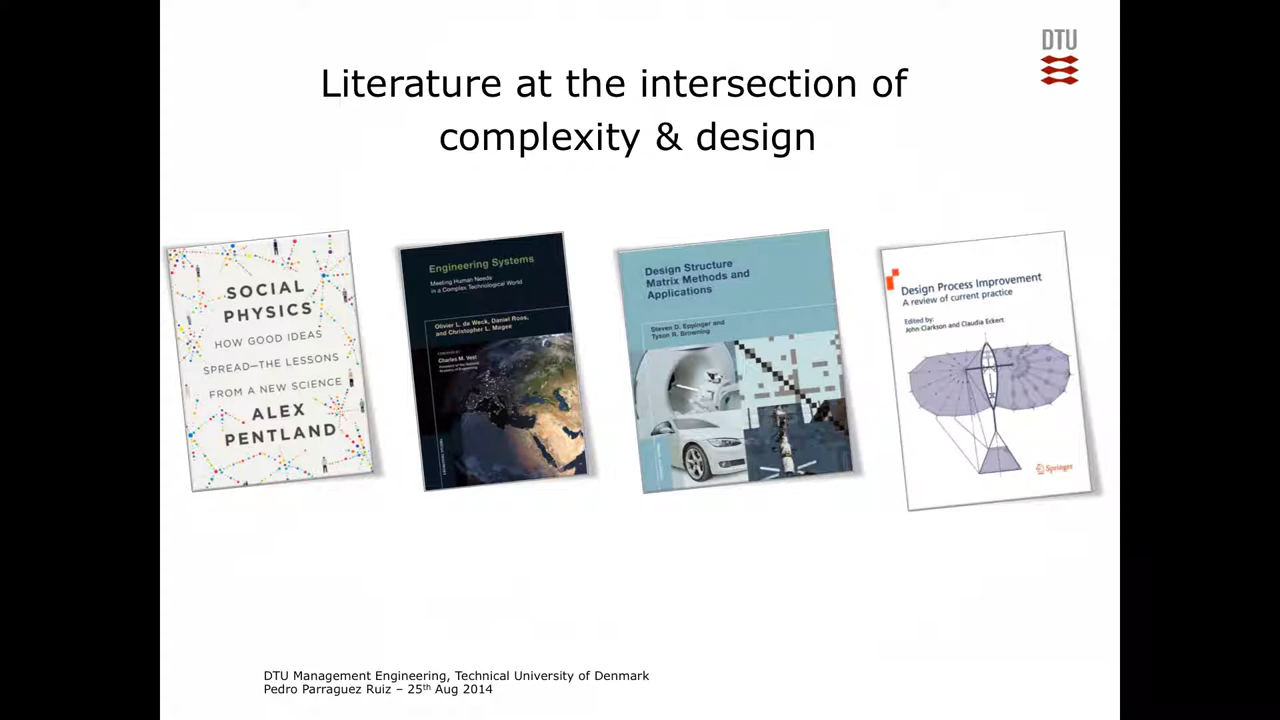 DTU
Literature at the intersection of
complexity & design
SOCIAL
PHYSICS
HOW GOOD IDEAS
SPREAD—THE LESSONS
FROM A NEW SCIENCE
ALEX
PENTLAND
Engineering Systems
Meeting Human Needs
in a Complex Technological World
Olivier L. de Weck, Daniel Roos,
and Christopher L. Magee
Charles M. Vest
Design Structure
Matrix Methods and
Applications
Steven D. Eppinger and
Tyson R. Browning
Design Process Improvement
A review of current practice
Edited by:
John Clarkson and Claudia Eckert
Springer
DTU Management Engineering, Technical University of Denmark
Pedro Parraguez Ruiz – 25th Aug 2014